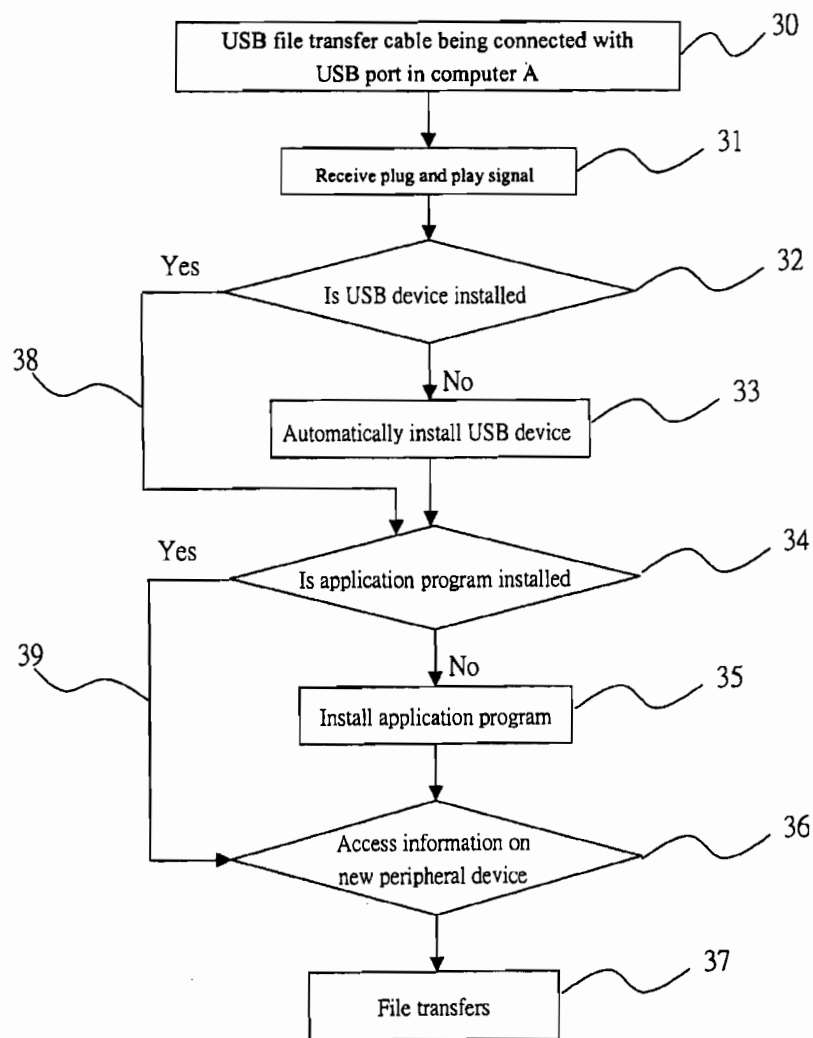 USB file transfer cable being connected with
USB port in computer A
30
Receive plug and play signal
31
Yes
Is USB device installed
32
38
No
Automatically install USB device
33
Yes
Is application program installed
34
39
No
Install application program
35
Access information on
new peripheral device
36
File transfers
37